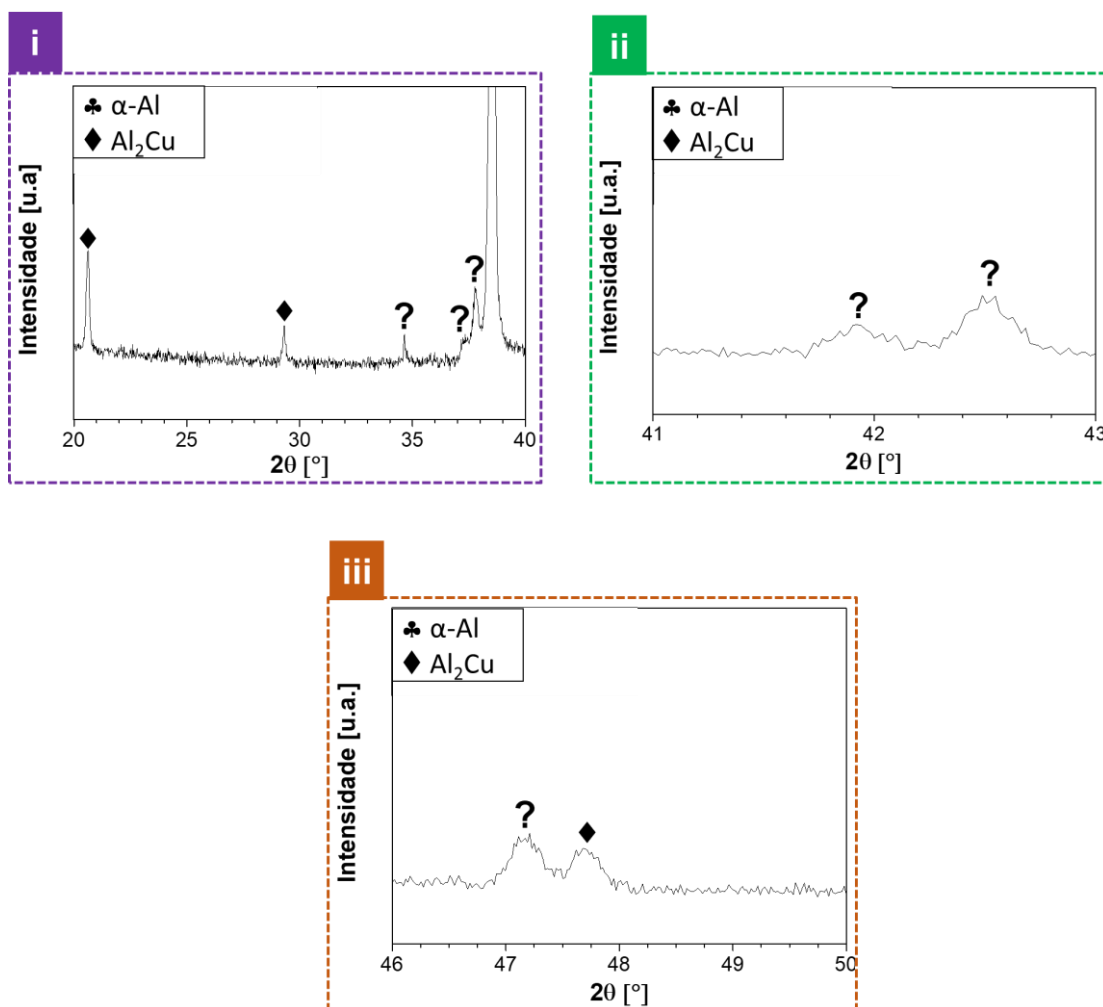 i
♣ α-Al
♦ Al₂Cu
Intensidade [u.a]
♦
♦
?
?
?
20 25 30 35 40
2θ [°]
ii
♣ α-Al
♦ Al₂Cu
Intensidade [u.a.]
?
?
41 42 43
2θ [°]
iii
♣ α-Al
♦ Al₂Cu
Intensidade [u.a.]
?
♦
46 47 48 49 50
2θ [°]